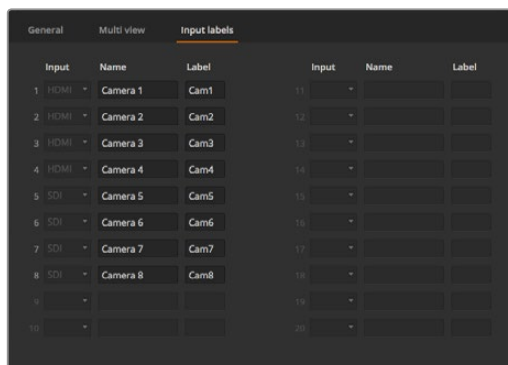 General Multi view Input labels
Input Name Label Input Name Label
1 HDMI Camera 1 Cam1 11
2 HDMI Camera 2 Cam2 12
3 HDMI Camera 3 Cam3 13
4 HDMI Camera 4 Cam4 14
5 SDI Camera 5 Cam5 15
6 SDI Camera 6 Cam6 16
7 SDI Camera 7 Cam7 17
8 SDI Camera 8 Cam8 18
9 19
10 20